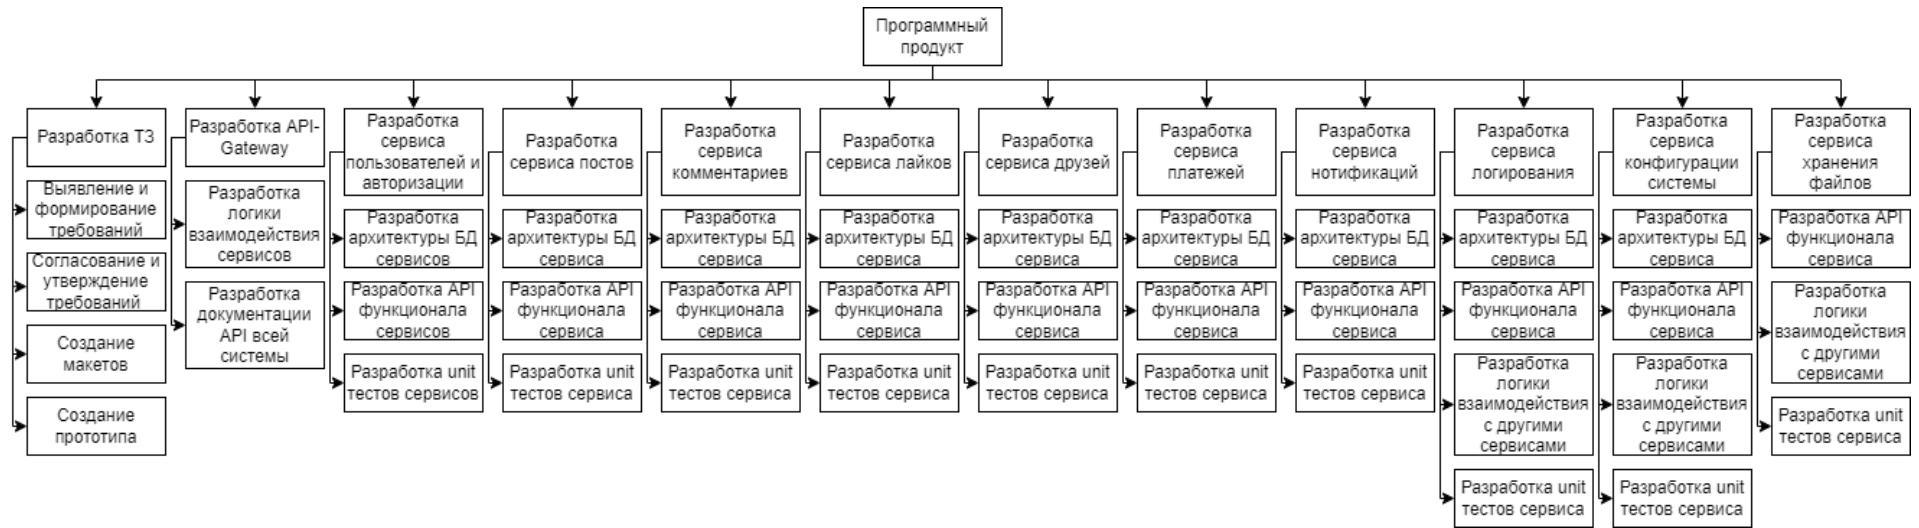 Программный
продукт
Разработка ТЗ
Выявление и
формирование
требований
Согласование и
утверждение
требований
Создание
макетов
Создание
прототипа
Разработка API-
Gateway
Разработка
логики
взаимодействия
сервисов
Разработка
документации
API всей
системы
Разработка
сервиса
пользователей и
авторизации
Разработка
архитектуры БД
сервисов
Разработка API
функционала
сервисов
Разработка unit
тестов сервисов
Разработка
сервиса постов
Разработка
архитектуры БД
сервиса
Разработка API
функционала
сервиса
Разработка unit
тестов сервиса
Разработка
сервиса
комментариев
Разработка
архитектуры БД
сервиса
Разработка API
функционала
сервиса
Разработка unit
тестов сервиса
Разработка
сервиса лайков
Разработка
архитектуры БД
сервиса
Разработка API
функционала
сервиса
Разработка unit
тестов сервиса
Разработка
сервиса друзей
Разработка
архитектуры БД
сервиса
Разработка API
функционала
сервиса
Разработка unit
тестов сервиса
Разработка
сервиса
платежей
Разработка
архитектуры БД
сервиса
Разработка API
функционала
сервиса
Разработка unit
тестов сервиса
Разработка
сервиса
нотификаций
Разработка
архитектуры БД
сервиса
Разработка API
функционала
сервиса
Разработка unit
тестов сервиса
Разработка
сервиса
логирования
Разработка
архитектуры БД
сервиса
Разработка API
функционала
сервиса
Разработка
логики
взаимодействия
с другими
сервисами
Разработка unit
тестов сервиса
Разработка
сервиса
конфигурации
системы
Разработка
архитектуры БД
сервиса
Разработка API
функционала
сервиса
Разработка
логики
взаимодействия
с другими
сервисами
Разработка unit
тестов сервиса
Разработка
сервиса
хранения
файлов
Разработка API
функционала
сервиса
Разработка
логики
взаимодействия
с другими
сервисами
Разработка unit
тестов сервиса